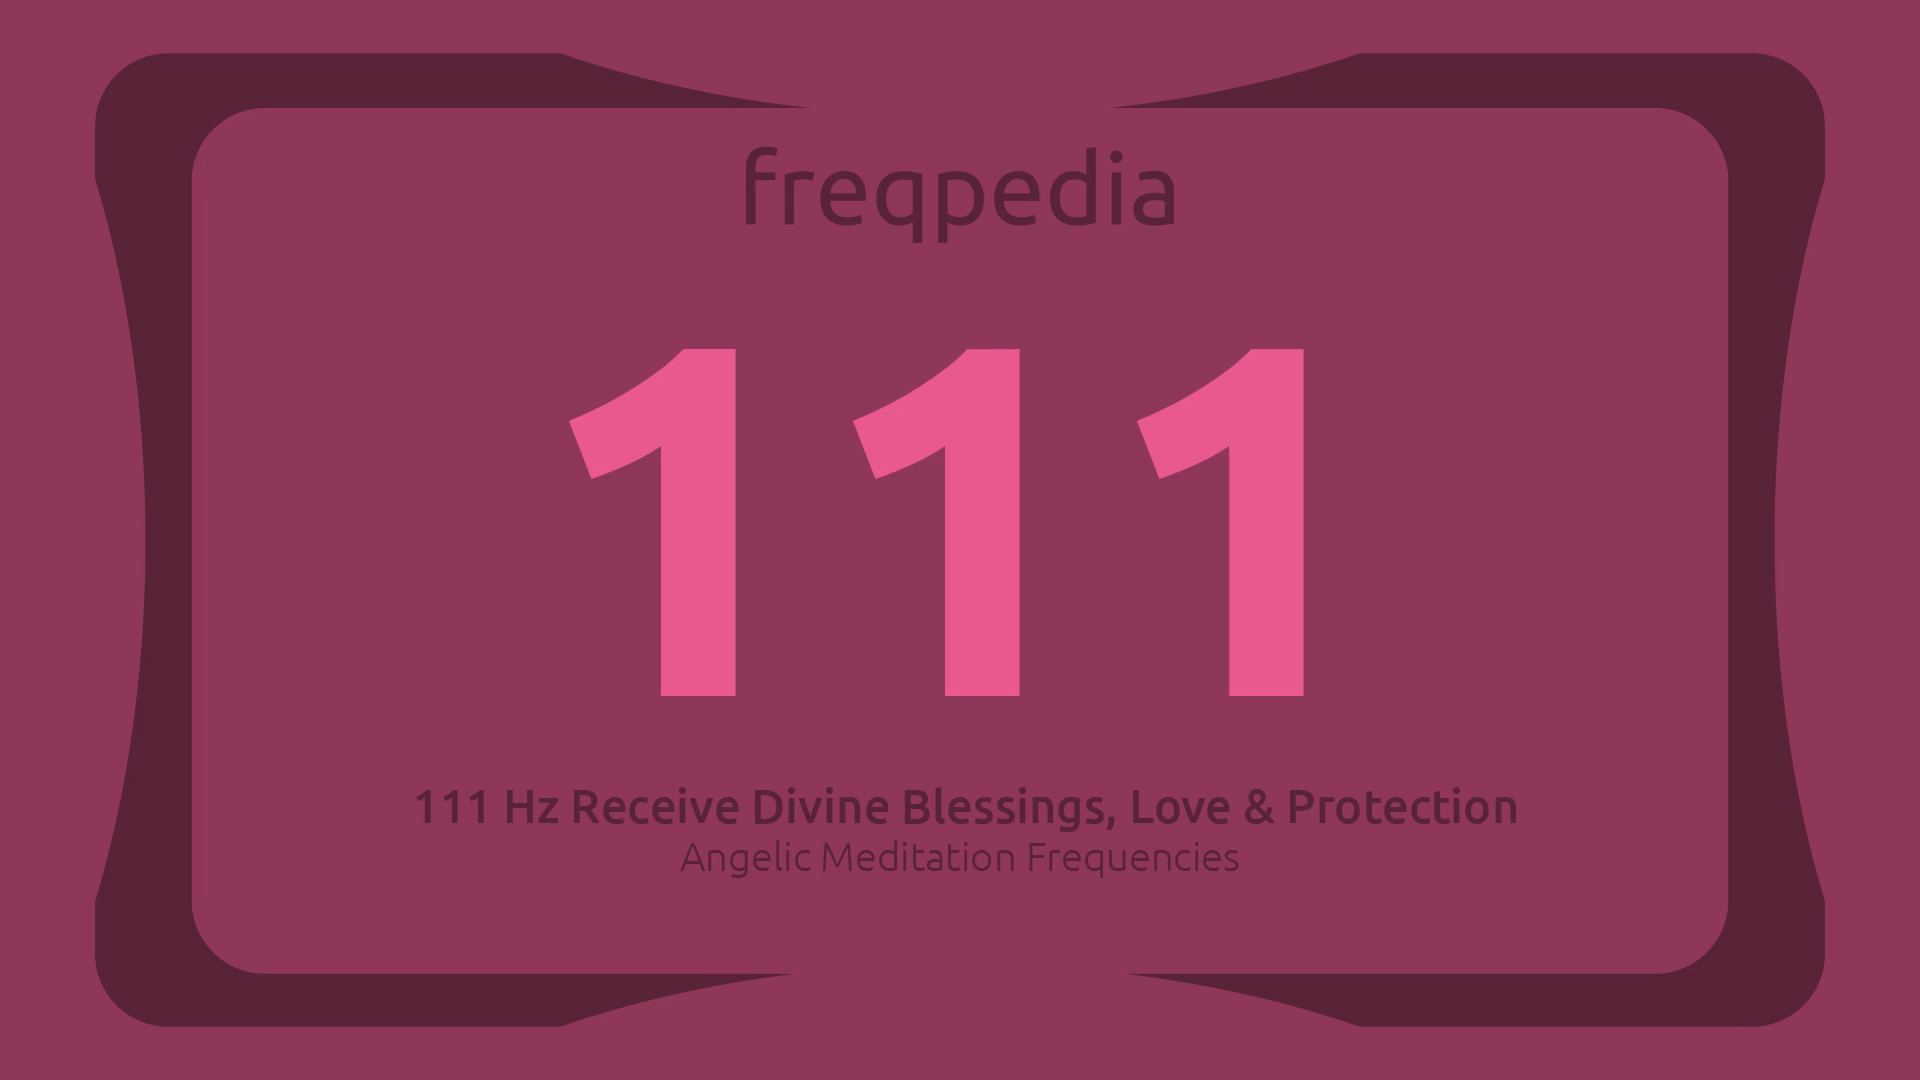 freqpedia
111
111 Hz Receive Divine Blessings, Love & Protection
Angelic Meditation Frequencies